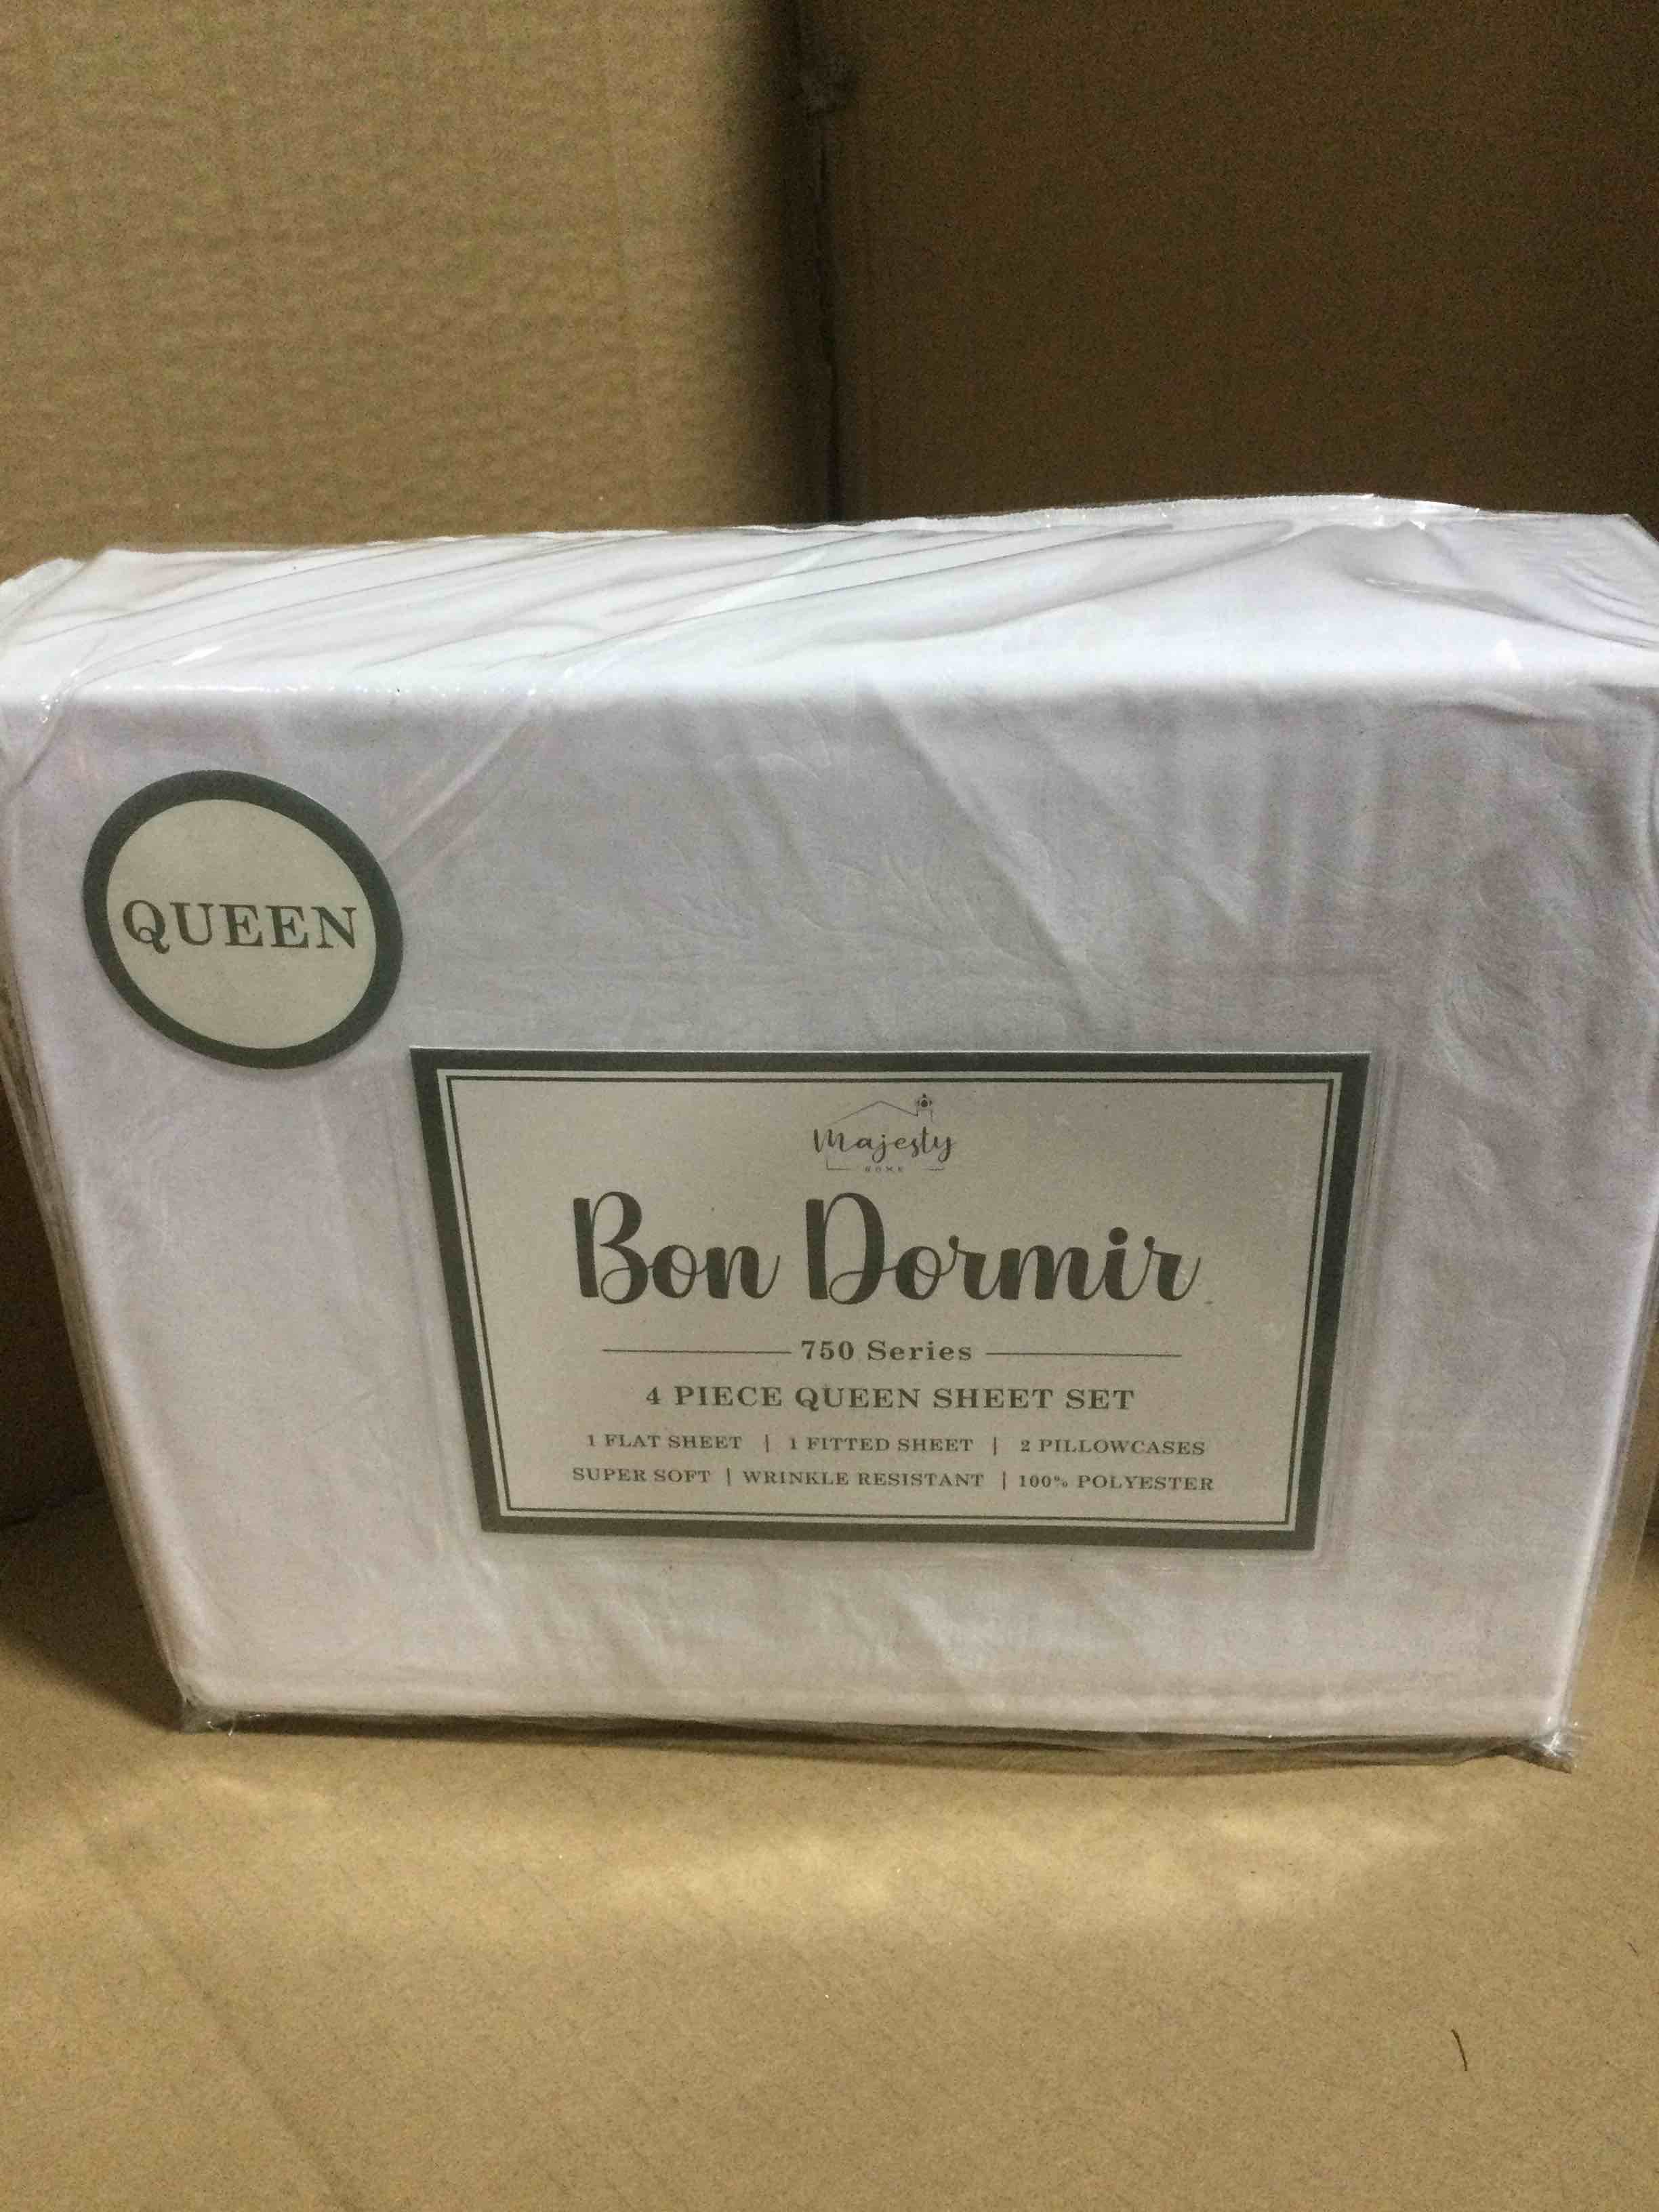 QUEEN
Majesty
HOME
Bon Dormir
750 Series
4 PIECE QUEEN SHEET SET
1 FLAT SHEET | 1 FITTED SHEET | 2 PILLOWCASES
SUPER SOFT | WRINKLE RESISTANT | 100% POLYESTER